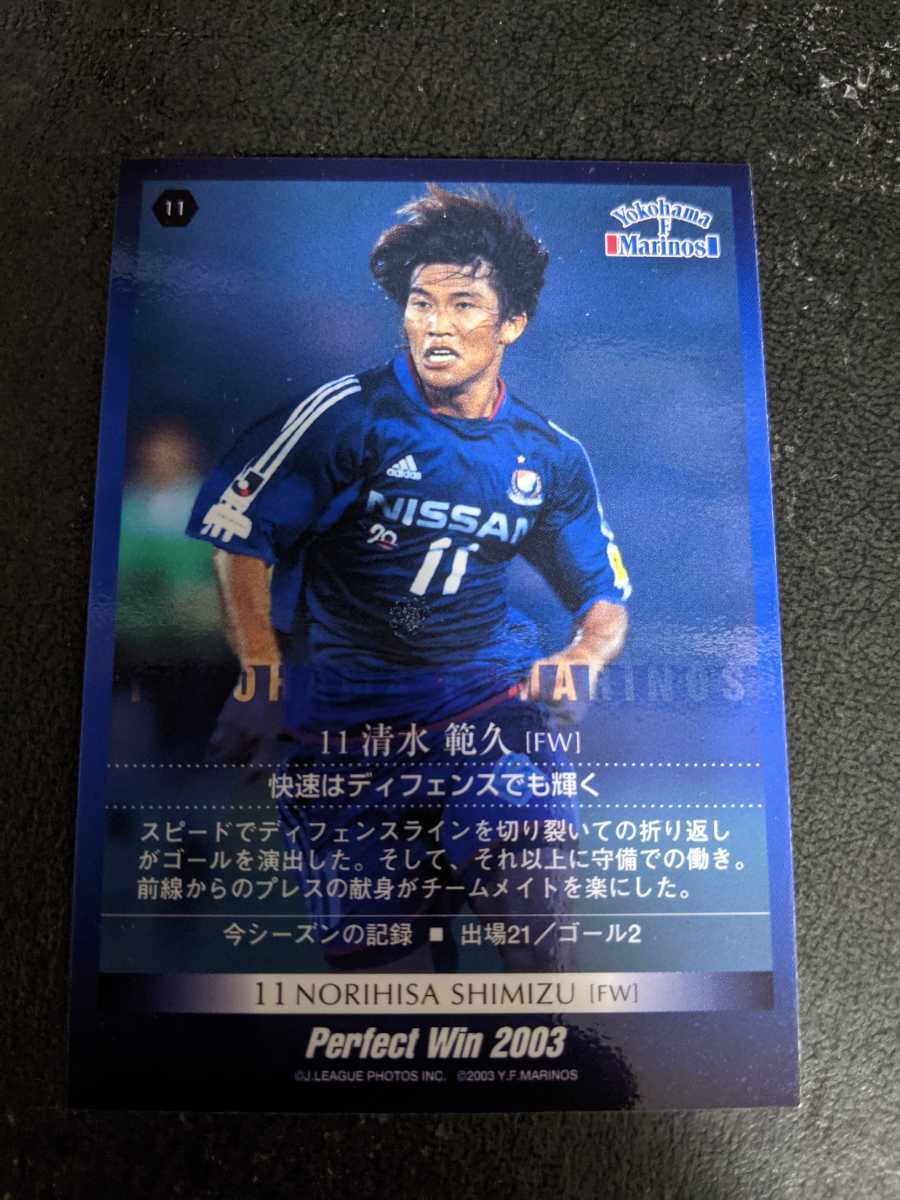 11
Yokohama
F
Marinos
adidas
NISSAN
11
YOKOHAMA F. MARINOS
11 清水 範久 [FW]
快速はディフェンスでも輝く
スピードでディフェンスラインを切り裂いての折り返し
がゴールを演出した。そして、それ以上に守備での働き。
前線からのプレスの献身がチームメイトを楽にした。
今シーズンの記録 ■ 出場21／ゴール2
11 NORIHISA SHIMIZU [FW]
Perfect Win 2003
©J.LEAGUE PHOTOS INC. ©2003 Y.F.MARINOS